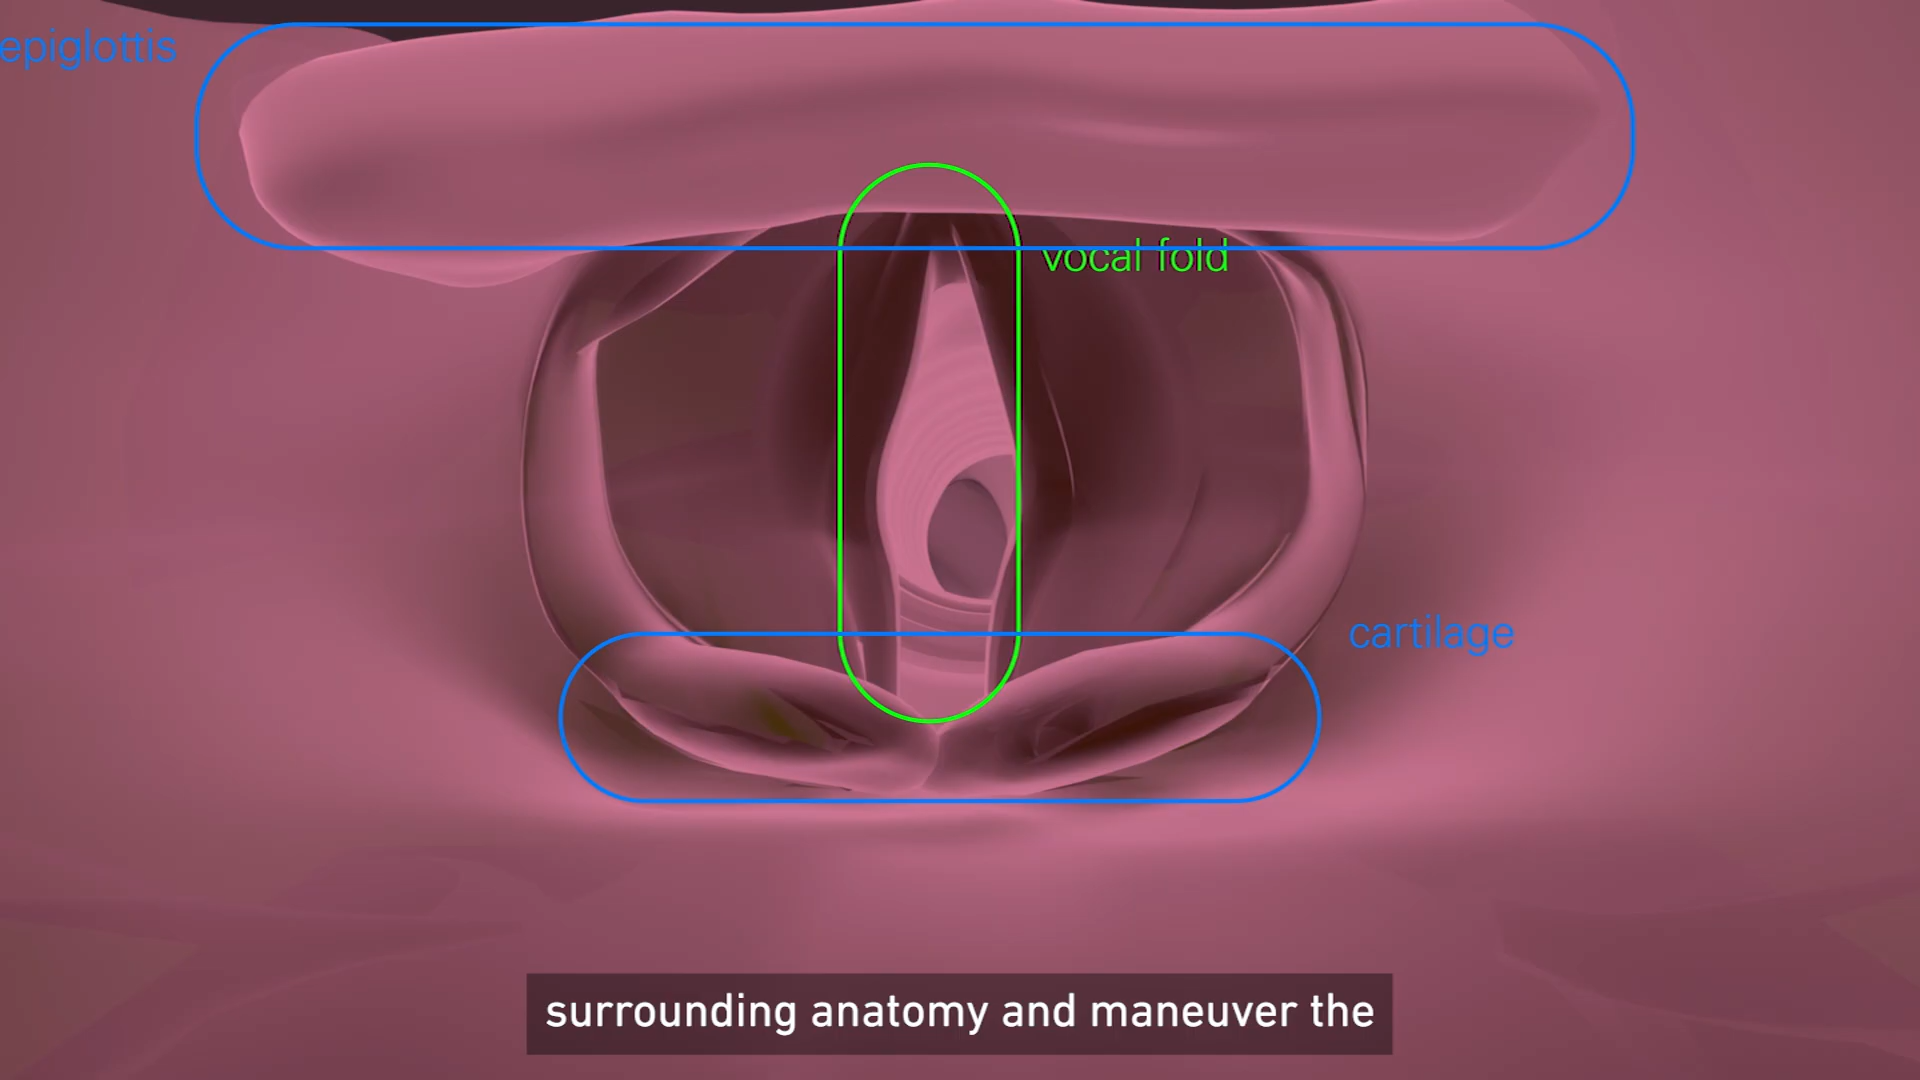 epiglottis
vocal fold
cartilage
surrounding anatomy and maneuver the